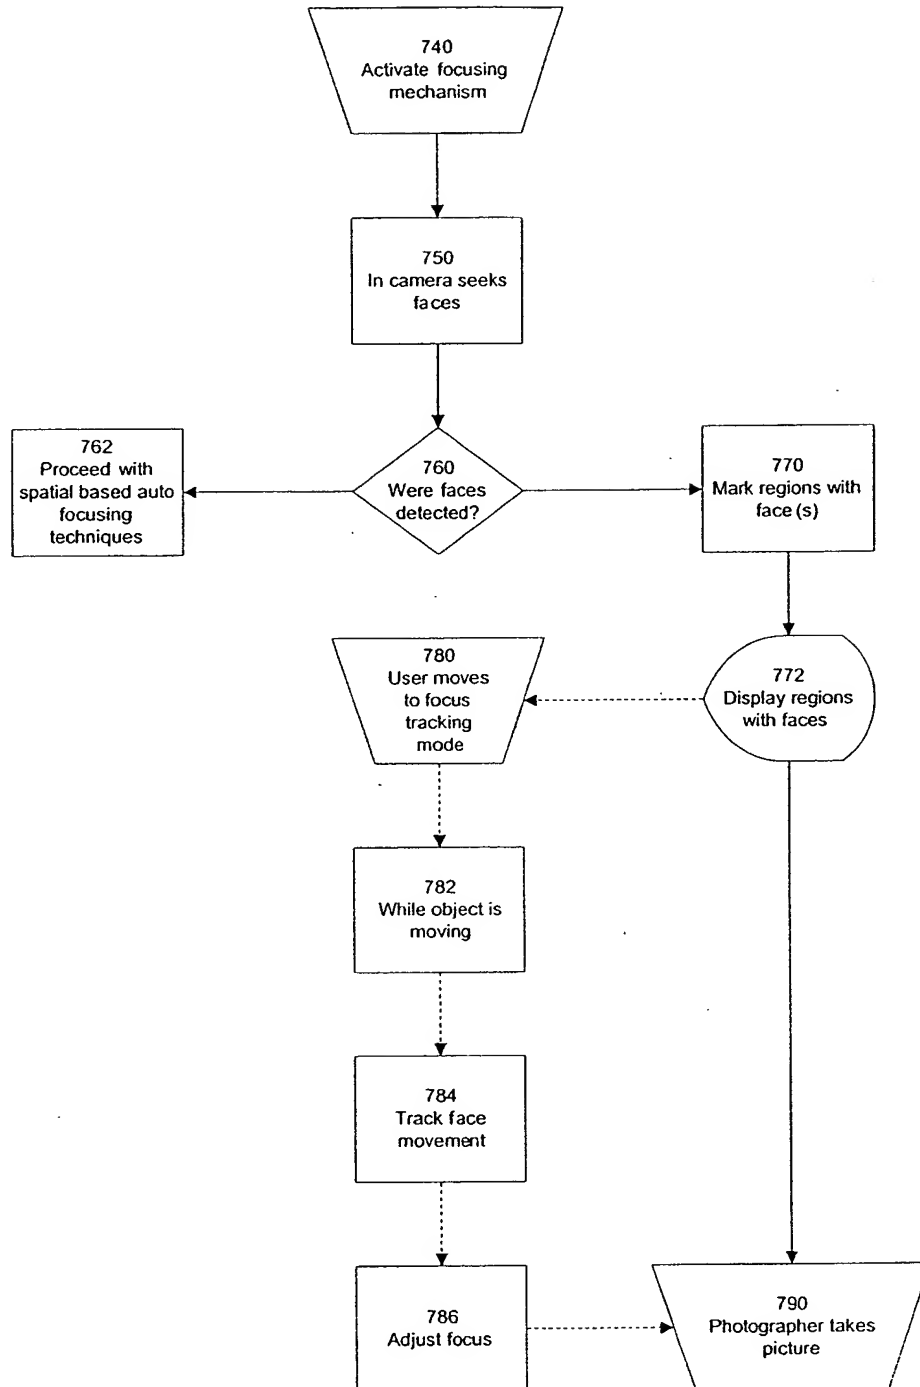 740
Activate focusing
mechanism
750
In camera seeks
faces
762
Proceed with
spatial based auto
focusing
techniques
760
Were faces
detected?
770
Mark regions with
face(s)
780
User moves
to focus
tracking
mode
772
Display regions
with faces
782
While object is
moving
784
Track face
movement
786
Adjust focus
790
Photographer takes
picture